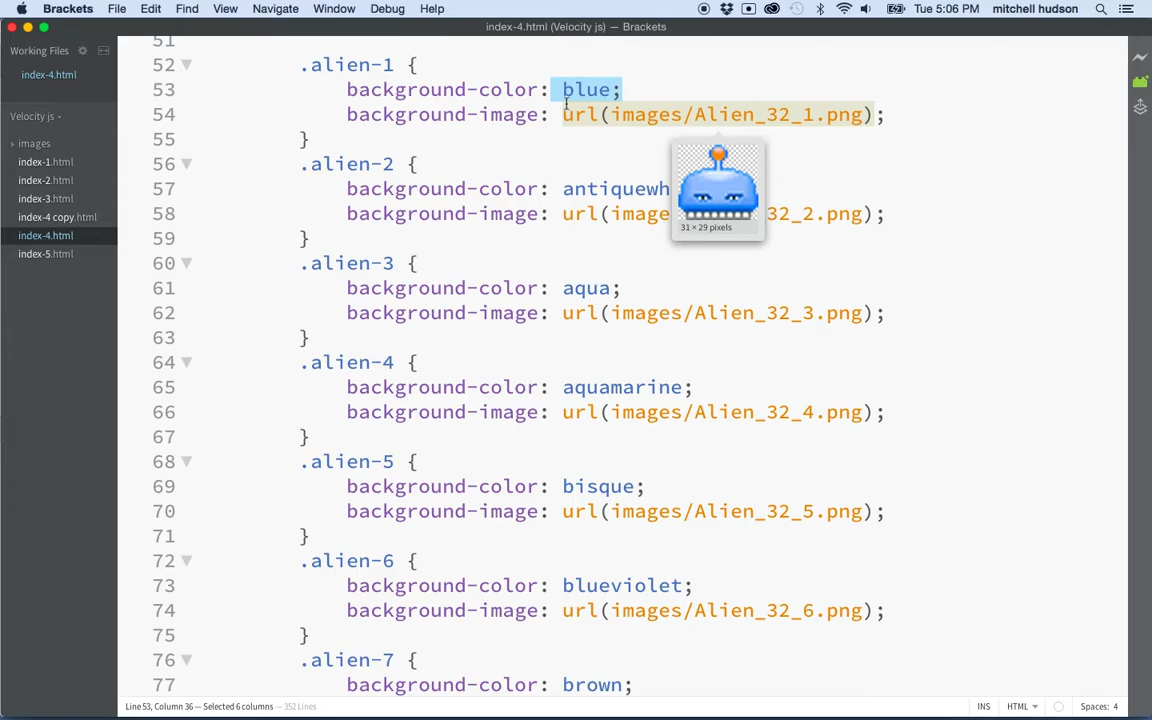 Brackets File Edit View Navigate Window Debug Help Tue 5:06 PM mitchell hudson
index-4.html (Velocity js) — Brackets
Working Files
index-4.html
Velocity js
images
index-1.html
index-2.html
index-3.html
index-4 copy.html
index-4.html
index-5.html
51
52 .alien-1 {
53 background-color: blue;
54 background-image: url(images/Alien_32_1.png);
55 }
56 .alien-2 {
57 background-color: antiquewh
58 background-image: url(image 32_2.png);
31 × 29 pixels
59 }
60 .alien-3 {
61 background-color: aqua;
62 background-image: url(images/Alien_32_3.png);
63 }
64 .alien-4 {
65 background-color: aquamarine;
66 background-image: url(images/Alien_32_4.png);
67 }
68 .alien-5 {
69 background-color: bisque;
70 background-image: url(images/Alien_32_5.png);
71 }
72 .alien-6 {
73 background-color: blueviolet;
74 background-image: url(images/Alien_32_6.png);
75 }
76 .alien-7 {
77 background-color: brown;
Line 53, Column 36 — Selected 6 columns — 352 Lines INS HTML Spaces: 4